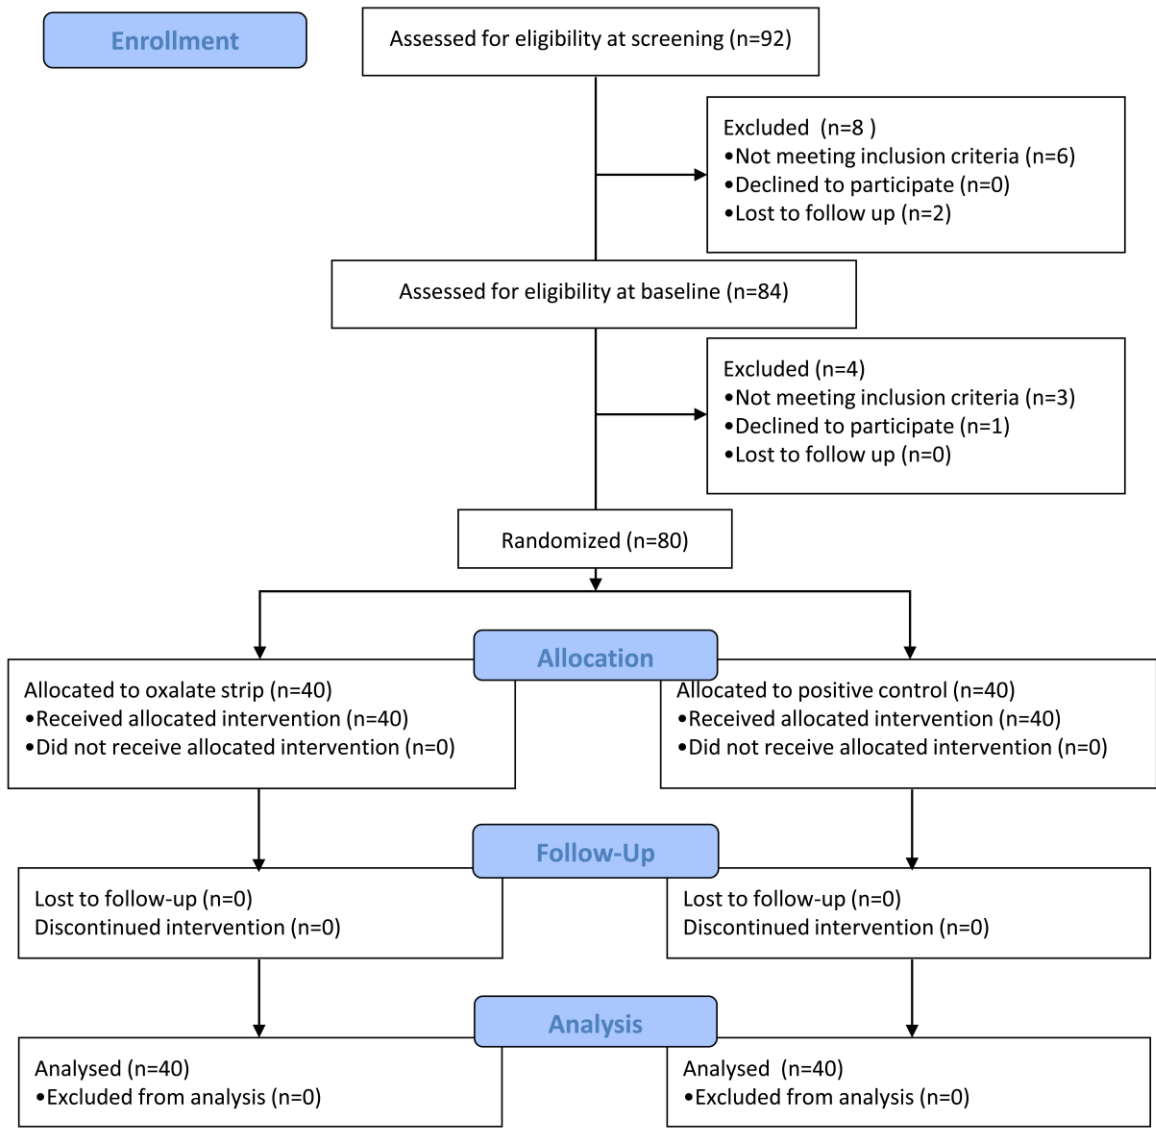 Enrollment
Assessed for eligibility at screening (n=92)
Excluded  (n=8 )
•Not meeting inclusion criteria (n=6)
•Declined to participate (n=0)
•Lost to follow up (n=2)
Assessed for eligibility at baseline (n=84)
Excluded (n=4)
•Not meeting inclusion criteria (n=3)
•Declined to participate (n=1)
•Lost to follow up (n=0)
Randomized (n=80)
Allocation
Allocated to oxalate strip (n=40)
•Received allocated intervention (n=40)
•Did not receive allocated intervention (n=0)
Allocated to positive control (n=40)
•Received allocated intervention (n=40)
•Did not receive allocated intervention (n=0)
Follow-Up
Lost to follow-up (n=0)
Discontinued intervention (n=0)
Lost to follow-up (n=0)
Discontinued intervention (n=0)
Analysis
Analysed (n=40)
•Excluded from analysis (n=0)
Analysed  (n=40)
•Excluded from analysis (n=0)